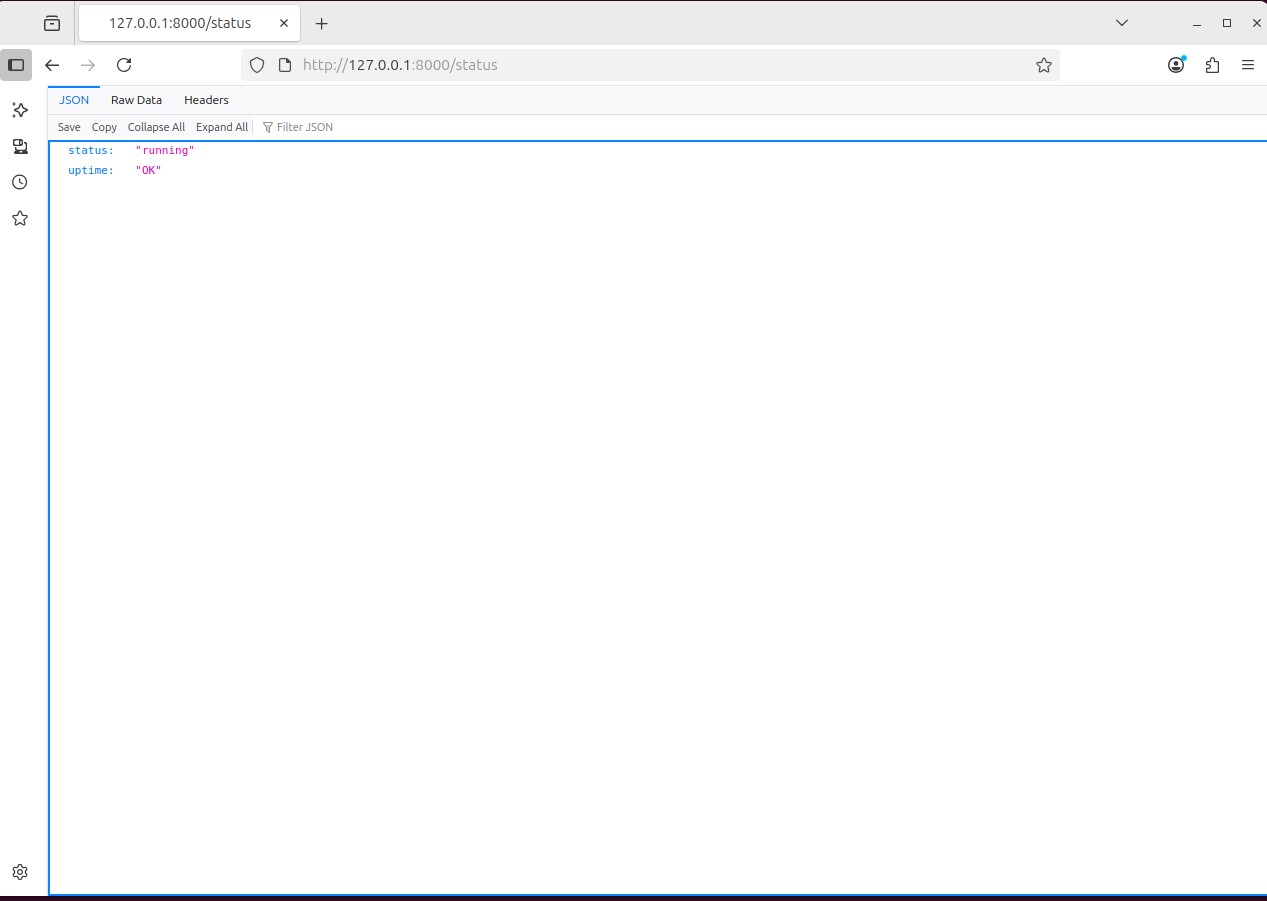 127.0.0.1:8000/status
http://127.0.0.1:8000/status
JSON Raw Data Headers
Save Copy Collapse All Expand All Filter JSON
status: "running"
uptime: "OK"